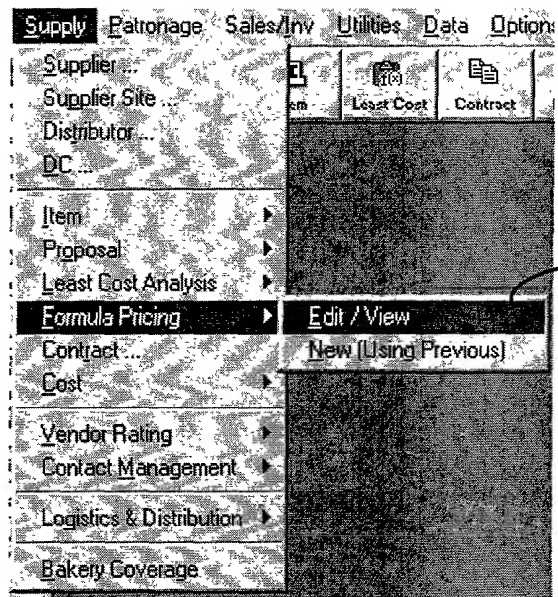 Supply Patronage Sales/Inv Utilities Data Options
Supplier ...
Supplier Site ...
Distributor ...
DC ...
em Least Cost Contract
Item
Proposal
Least Cost Analysis
Formula Pricing
Edit / View
New (Using Previous)
Contract ...
Cost
Vendor Rating
Contact Management
Logistics & Distribution
Bakery Coverage